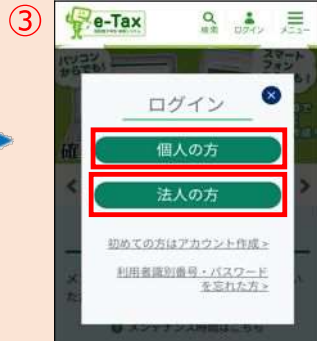 ③
e-Tax
検索 ログイン メニュー
パソコン
からでも!
スマート
フォン
ログイン
個人の方
法人の方
初めての方はアカウント作成 >
利用者識別番号・パスワード
を忘れた方 >
メンテナンス時間はこちら